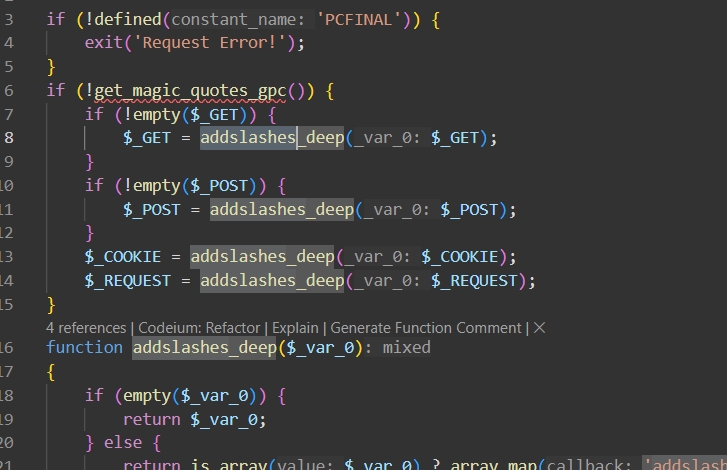 3 if (!defined(constant_name: 'PCFINAL')) {
4 exit('Request Error!');
5 }
6 if (!get_magic_quotes_gpc()) {
7 if (!empty($_GET)) {
8 $_GET = addslashes_deep(_var_0: $_GET);
9 }
10 if (!empty($_POST)) {
11 $_POST = addslashes_deep(_var_0: $_POST);
12 }
13 $_COOKIE = addslashes_deep(_var_0: $_COOKIE);
14 $_REQUEST = addslashes_deep(_var_0: $_REQUEST);
15 }
4 references | Codeium: Refactor | Explain | Generate Function Comment | ×
16 function addslashes_deep($_var_0): mixed
17 {
18 if (empty($_var_0)) {
19 return $_var_0;
20 } else {
21 return is_array(value: $_var_0) ? array_map(callback: 'addslash